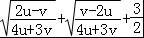 √((2u-v)/(4u+3v)) + √((v-2u)/(4u+3v) + 3/2)